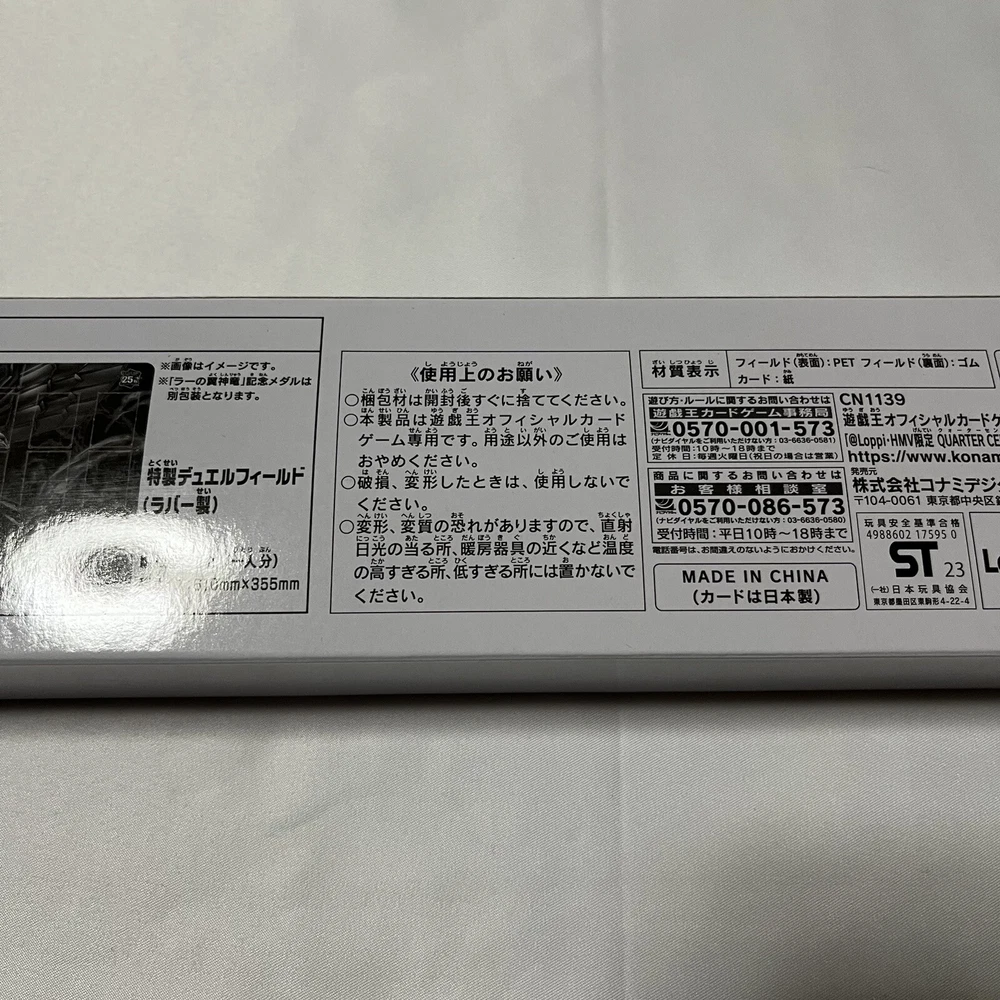 25th
※画像はイメージです。
※「ラーの翼神竜」記念メダルは
別包装となります。
特製デュエルフィールド
(ラバー製)
人分)
mm×355mm
《使用上のお願い》
○梱包材は開封後すぐに捨ててください。
○本製品は遊戯王オフィシャルカード
ゲーム専用です。用途以外のご使用は
おやめください。
○破損、変形したときは、使用しないで
ください。
○変形、変質の恐れがありますので、直射
日光の当る所、暖房器具の近くなど温度
の高すぎる所、低すぎる所には置かないで
ください。
材質表示
フィールド(表面):PET フィールド(裏面):ゴム
カード:紙
遊び方・ルールに関するお問い合わせは
遊戯王カードゲーム事務局
0570-001-573
(ナビダイヤルをご利用いただけない方:03-6636-0581)
受付時間:10時〜18時まで
定休日:毎週火曜日(祝日の場合は営業)
商品に関するお問い合わせは
お客様相談室
0570-086-573
(ナビダイヤルをご利用いただけない方:03-6636-0580)
受付時間:平日10時〜18時まで
電話番号は、お間違えのないようにおかけください。
MADE IN CHINA
(カードは日本製)
CN1139
遊戯王オフィシャルカードゲ
[@Loppi・HMV限定 QUARTER CE
https://www.konam
発売元
株式会社コナミデジタ
〒104-0061 東京都中央
玩具安全基準合格
4988602 17595 0
ST 23
(一社)日本玩具協会
東京都墨田区東駒形4-22-4